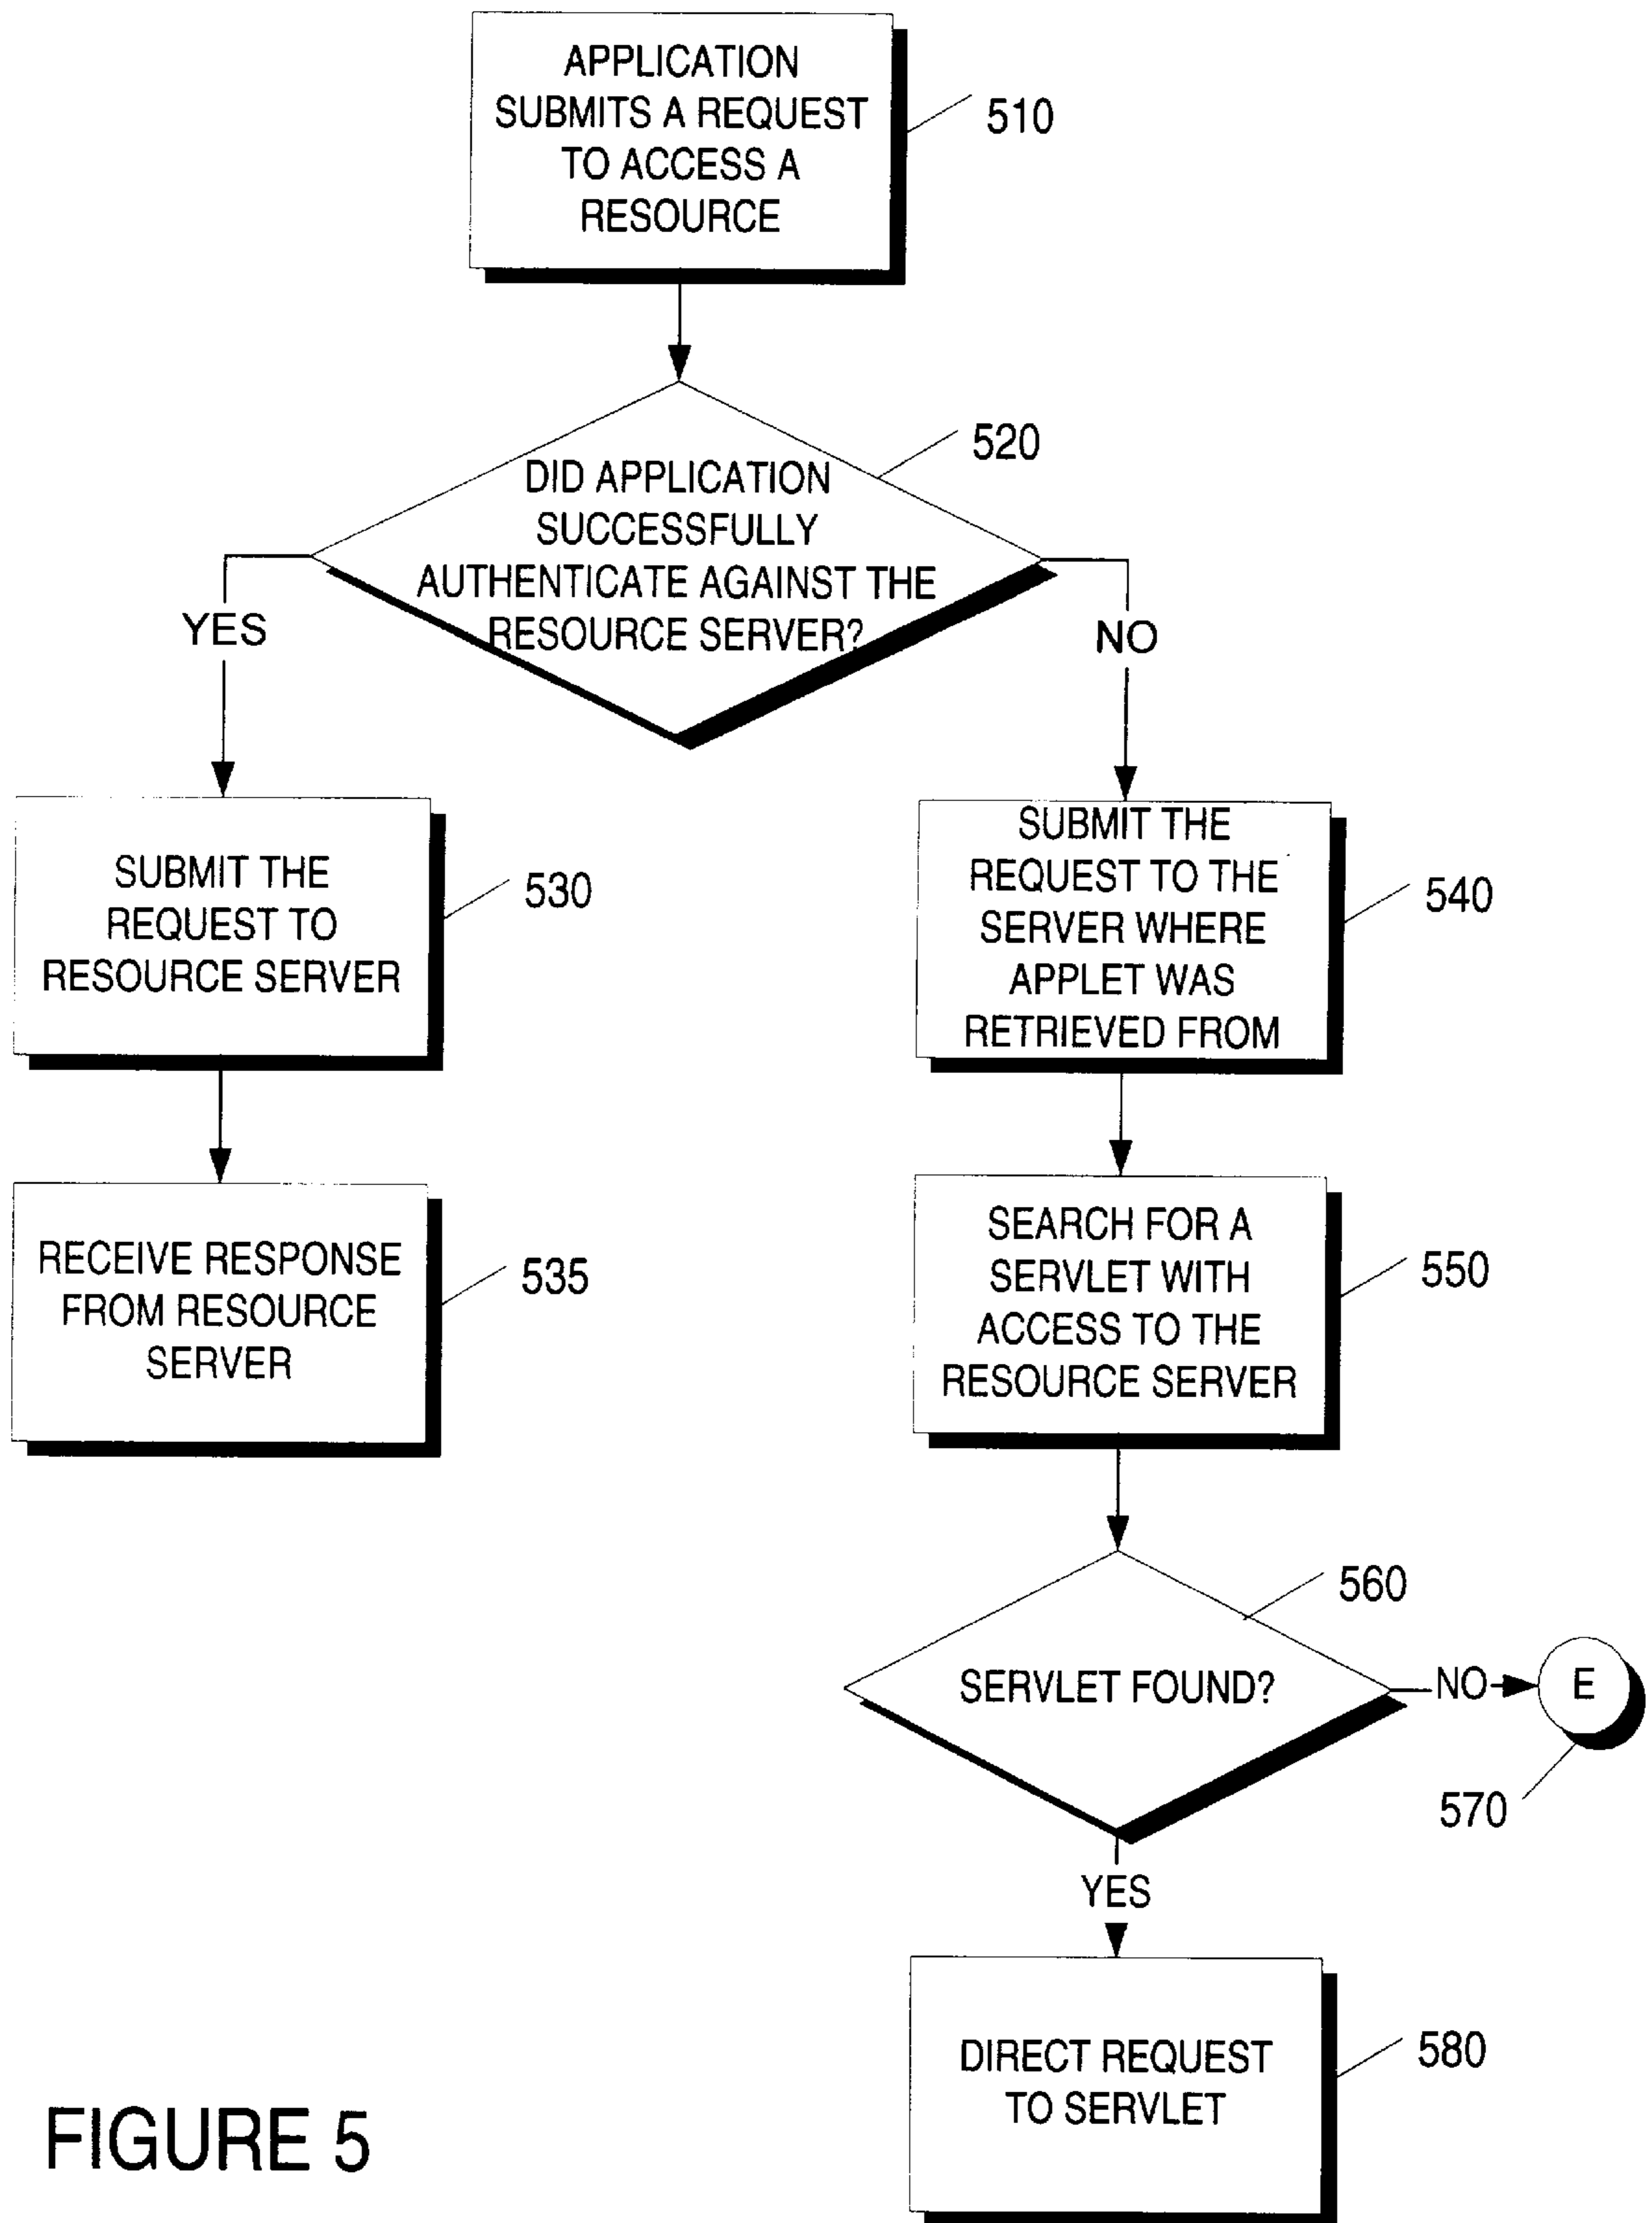 APPLICATION
SUBMITS A REQUEST
TO ACCESS A
RESOURCE
510
DID APPLICATION
SUCCESSFULLY
AUTHENTICATE AGAINST THE
RESOURCE SERVER?
520
YES
NO
SUBMIT THE
REQUEST TO
RESOURCE SERVER
530
SUBMIT THE
REQUEST TO THE
SERVER WHERE
APPLET WAS
RETRIEVED FROM
540
RECEIVE RESPONSE
FROM RESOURCE
SERVER
535
SEARCH FOR A
SERVLET WITH
ACCESS TO THE
RESOURCE SERVER
550
SERVLET FOUND?
560
NO
E
570
YES
DIRECT REQUEST
TO SERVLET
580
FIGURE 5